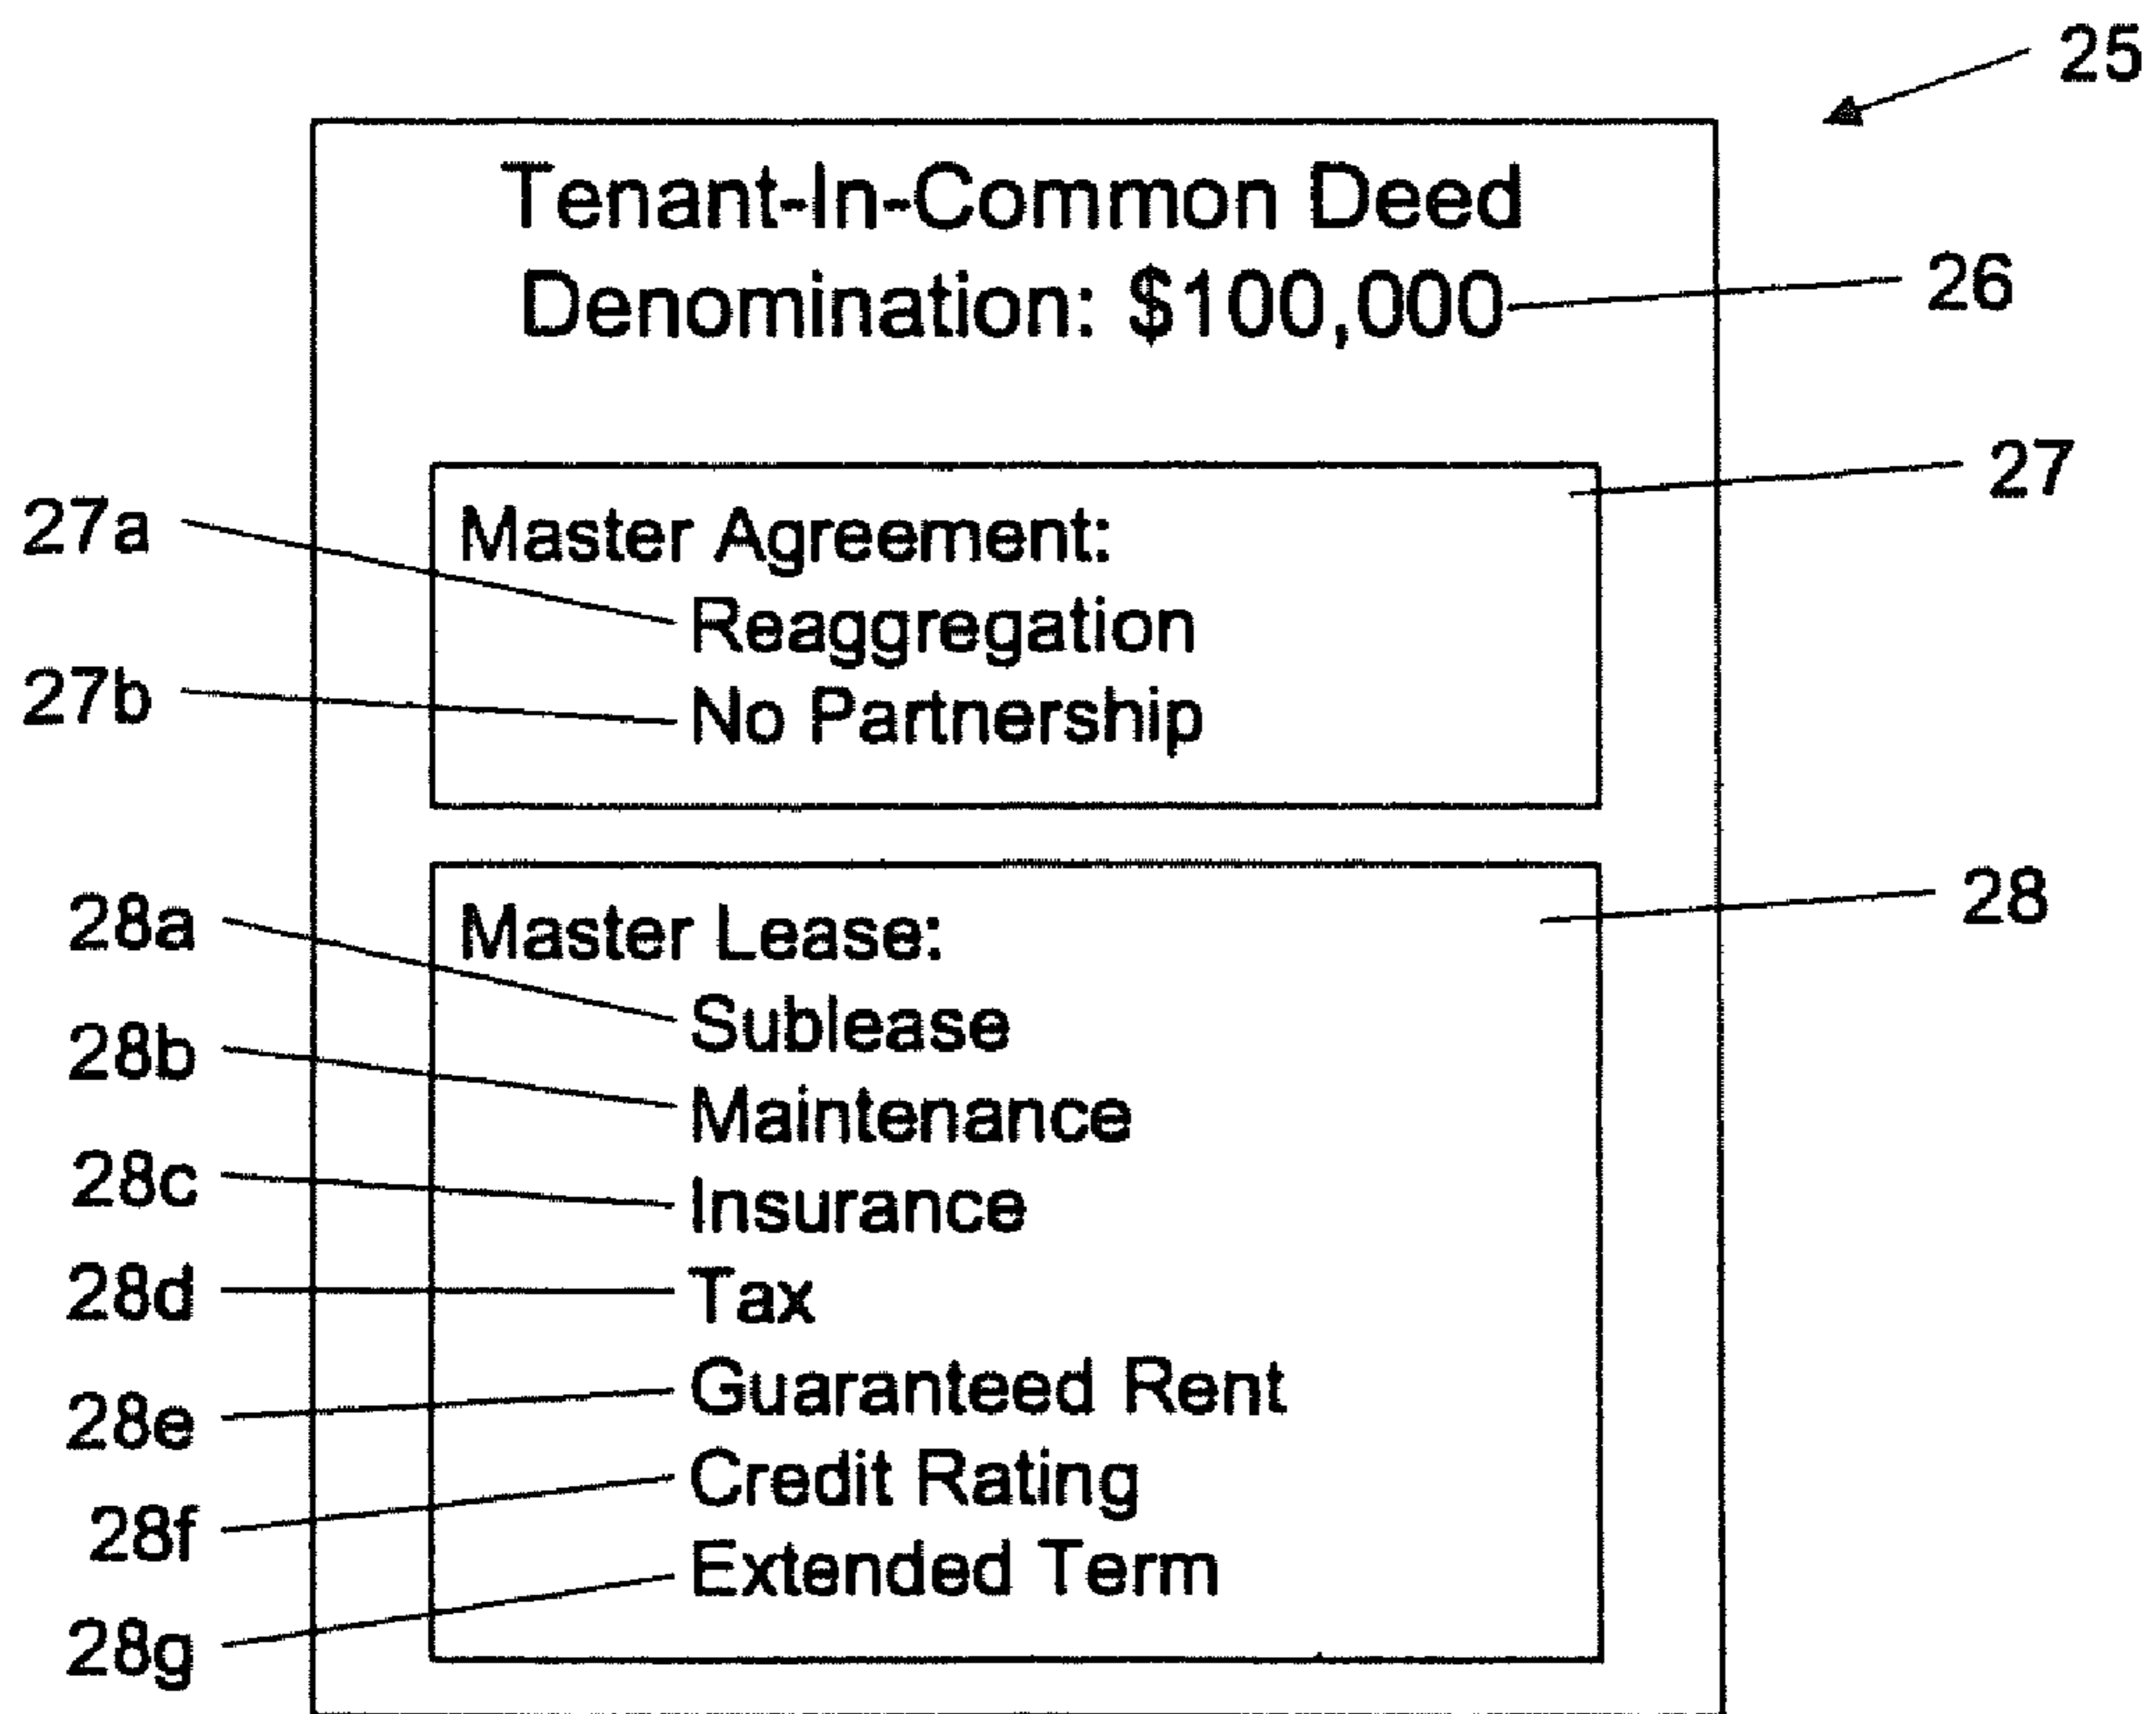 25
Tenant-In-Common Deed
Denomination: $100,000
26
27
27a
Master Agreement:
Reaggregation
27b
No Partnership
28
28a
Master Lease:
Sublease
28b
Maintenance
28c
Insurance
28d
Tax
28e
Guaranteed Rent
28f
Credit Rating
28g
Extended Term